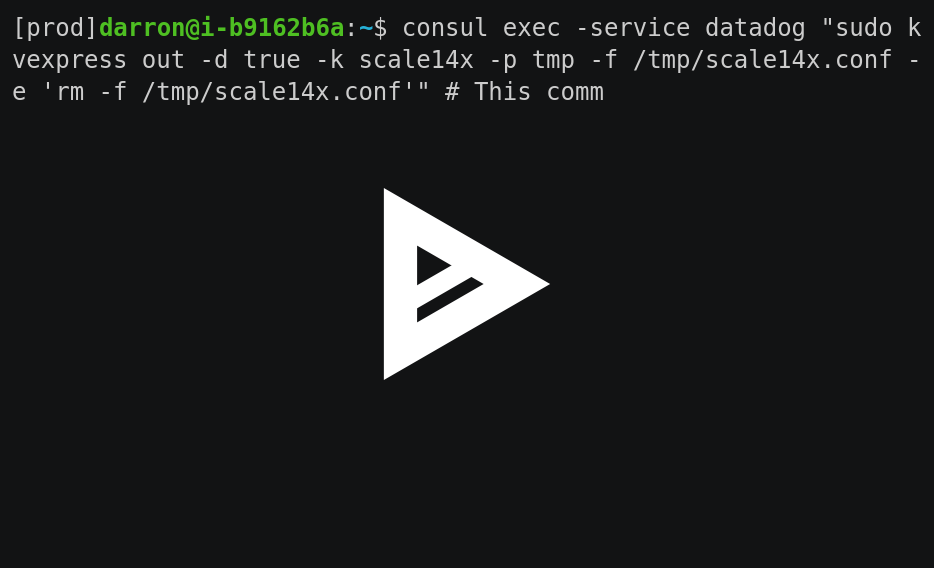 [prod]darron@i-b9162b6a:~$ consul exec -service datadog "sudo k
vexpress out -d true -k scale14x -p tmp -f /tmp/scale14x.conf -
e 'rm -f /tmp/scale14x.conf'" # This comm